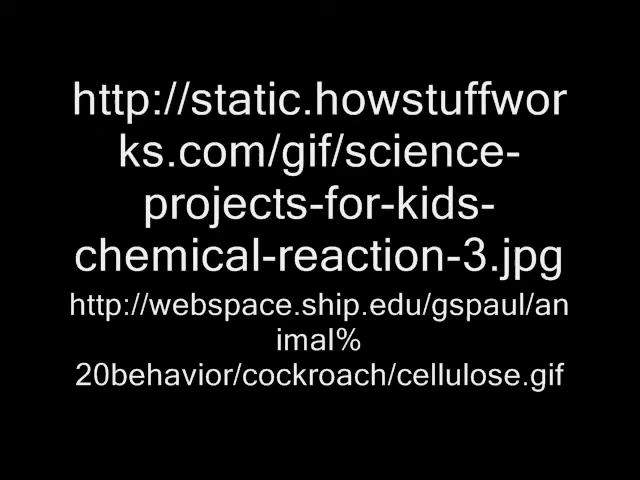 http://static.howstuffwor
ks.com/gif/science-
projects-for-kids-
chemical-reaction-3.jpg
http://webspace.ship.edu/gspaul/an
imal%
20behavior/cockroach/cellulose.gif